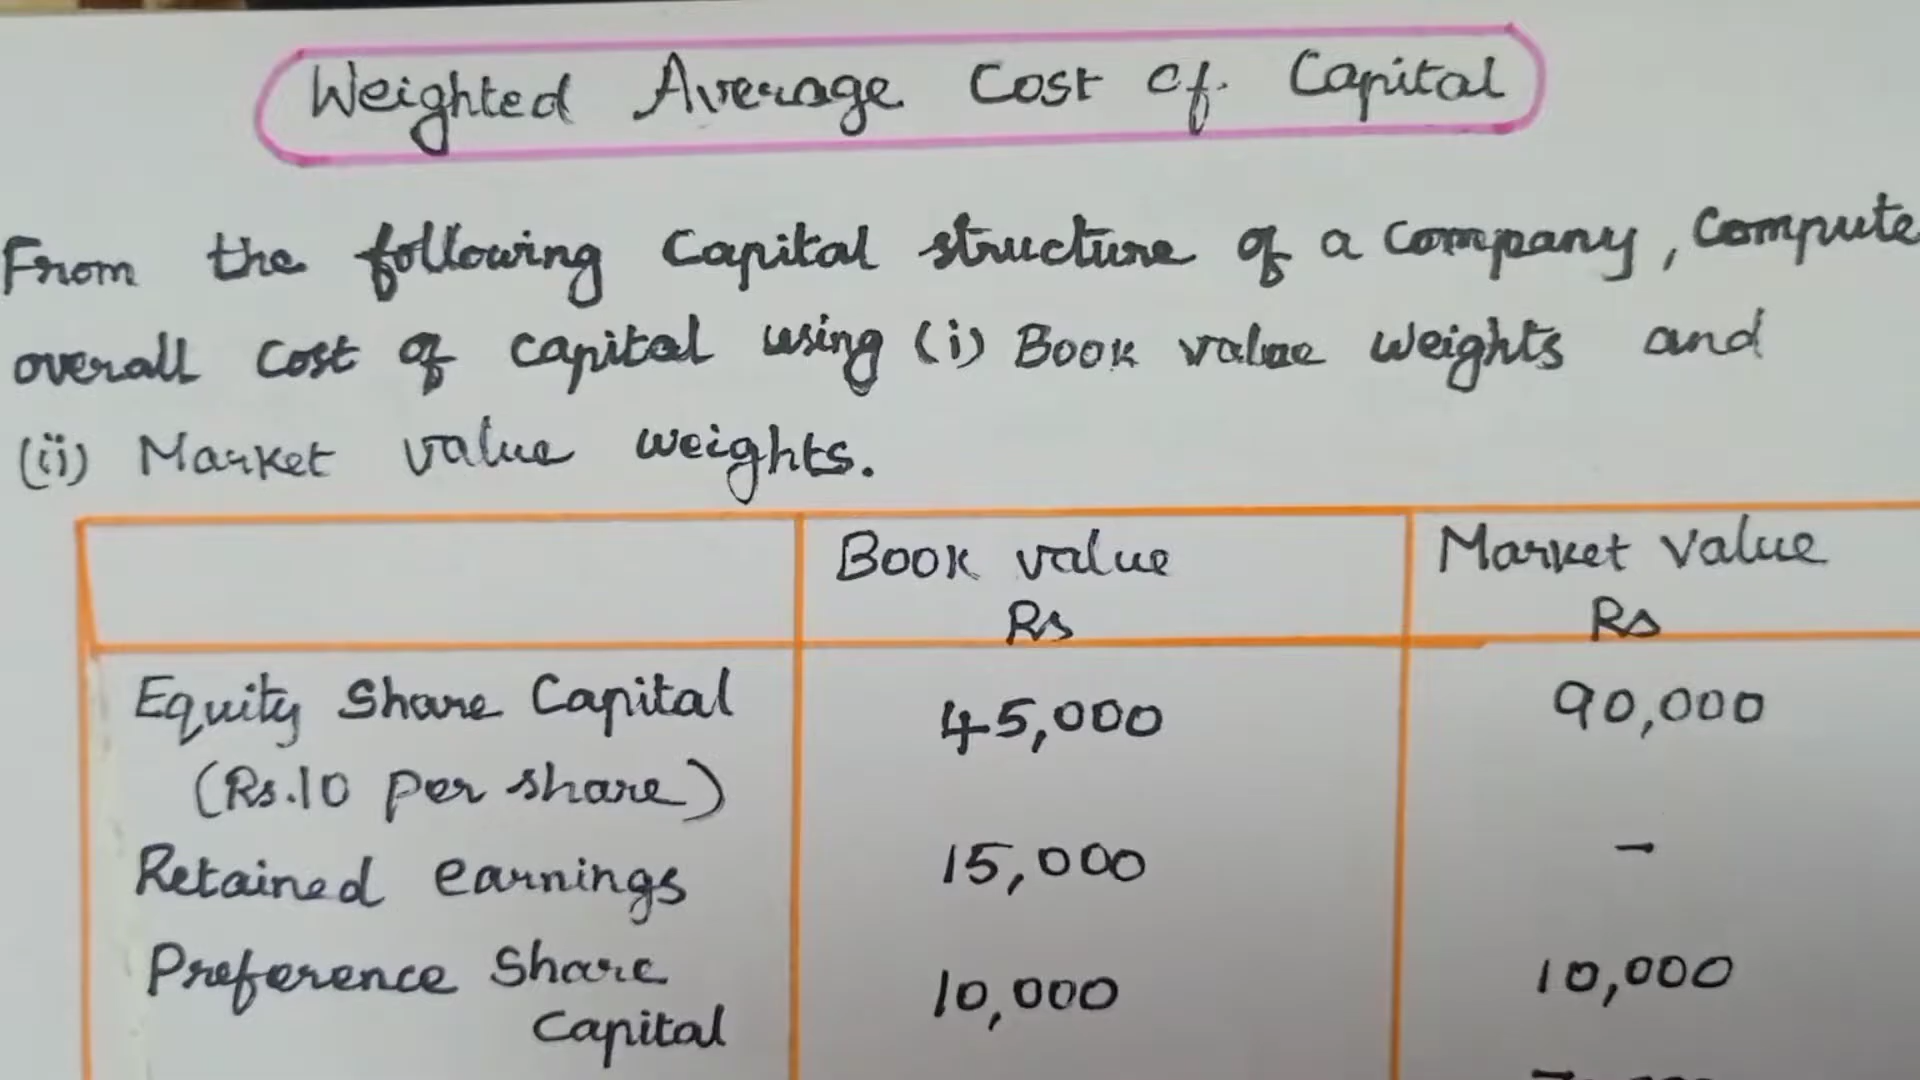 Weighted Average Cost of Capital
From the following Capital structure of a Company, Compute
overall Cost of Capital using (i) Book value Weights and
(ii) Market value weights.
Book value Market Value
Rs Rs
Equity Share Capital 45,000 90,000
(Rs.10 per share)
Retained earnings 15,000 -
Preference Share 10,000 10,000
Capital